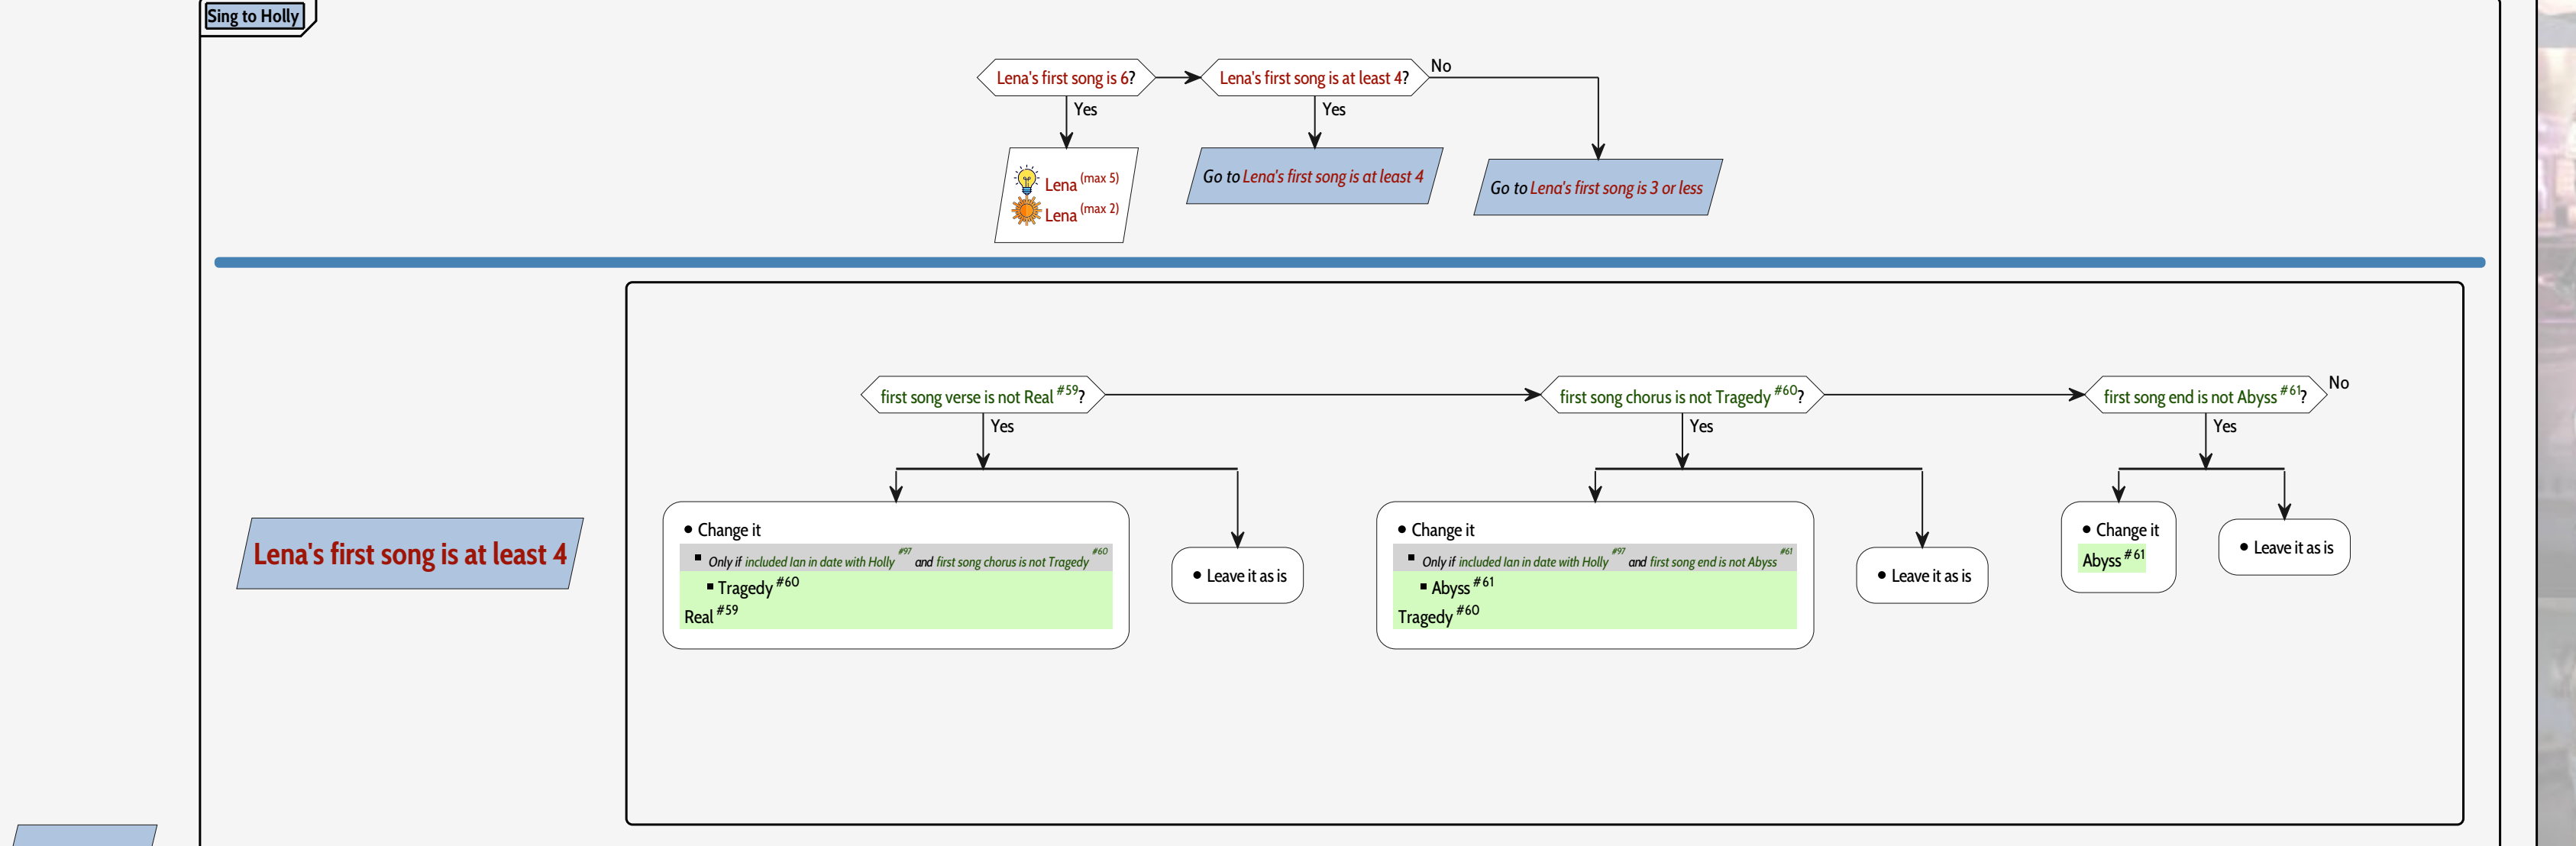 Sing to Holly
Lena's first song is 6?
Lena's first song is at least 4?
No
Yes
Yes
Lena (max 5)
Lena (max 2)
Go to Lena's first song is at least 4
Go to Lena's first song is 3 or less
first song verse is not Real #59?
first song chorus is not Tragedy #60?
first song end is not Abyss #61?
No
Yes
Yes
Yes
Lena's first song is at least 4
• Change it
▪ Only if included Ian in date with Holly #97 and first song chorus is not Tragedy #60
▪ Tragedy #60
Real #59
• Leave it as is
• Change it
▪ Only if included Ian in date with Holly #97 and first song end is not Abyss #61
▪ Abyss #61
Tragedy #60
• Leave it as is
• Change it
Abyss #61
• Leave it as is